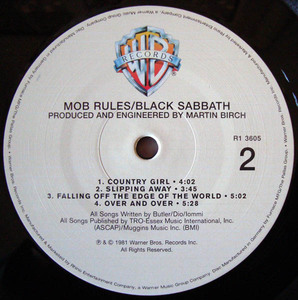 WB
RECORDS
MOB RULES/BLACK SABBATH
PRODUCED AND ENGINEERED BY MARTIN BIRCH
R1 3605
2
1. COUNTRY GIRL • 4:02
2. SLIPPING AWAY • 3:45
3. FALLING OFF THE EDGE OF THE WORLD • 5:02
4. OVER AND OVER • 5:28
All Songs Written by Butler/Dio/Iommi
All Songs Published by TRO-Essex Music International, Inc.
(ASCAP)/Muggins Music Inc. (BMI)
℗ & © 1981 Warner Bros. Records Inc.
All Rights Reserved.